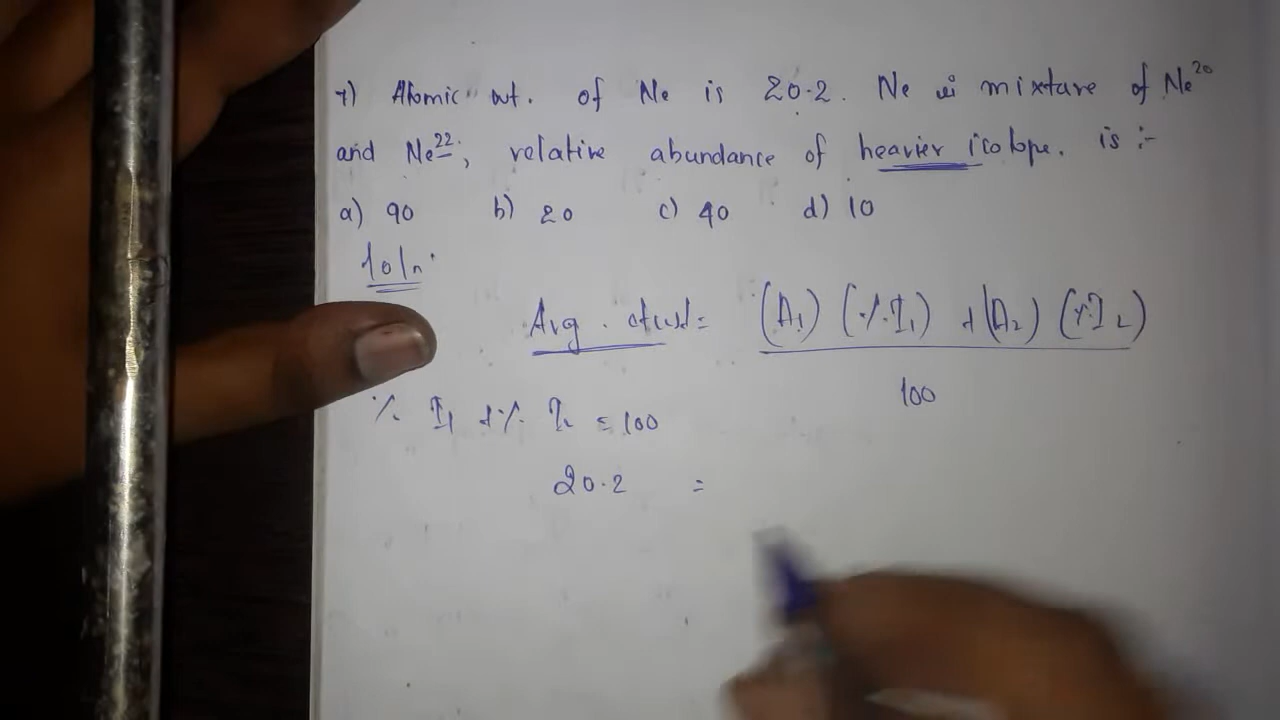 7) Atomic wt. of Ne is 20.2. Ne is mixture of Ne²⁰
and Ne²²; relative abundance of heavier isotope. is :-
a) 90 b) 20 c) 40 d) 10
Soln
Avg. at.wt = (A₁) (%I₁) + (A₂) (%I₂)
100
% I₁ + % I₂ = 100
20.2 =